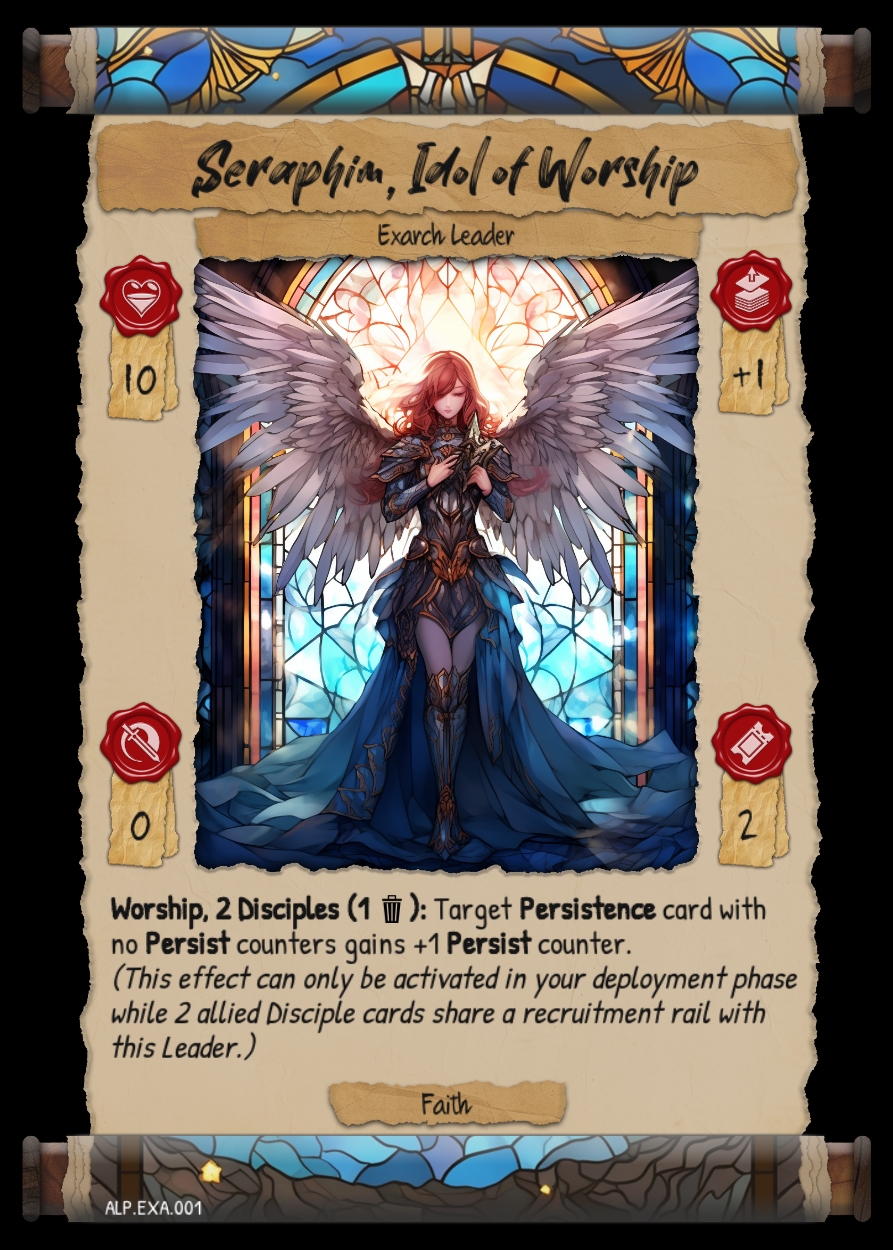 Seraphim, Idol of Worship
Exarch Leader
10
+1
0
2
Worship, 2 Disciples (1 ): Target Persistence card with
no Persist counters gains +1 Persist counter.
(This effect can only be activated in your deployment phase
while 2 allied Disciple cards share a recruitment rail with
this Leader.)
Faith
ALP.EXA.001